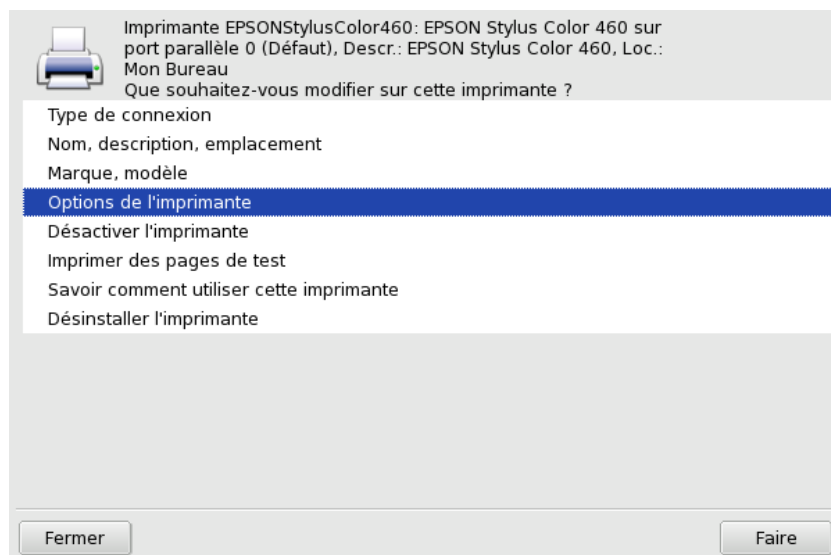 Imprimante EPSONStylusColor460: EPSON Stylus Color 460 sur
port parallèle 0 (Défaut), Descr.: EPSON Stylus Color 460, Loc.:
Mon Bureau
Que souhaitez-vous modifier sur cette imprimante ?
Type de connexion
Nom, description, emplacement
Marque, modèle
Options de l'imprimante
Désactiver l'imprimante
Imprimer des pages de test
Savoir comment utiliser cette imprimante
Désinstaller l'imprimante
Fermer
Faire